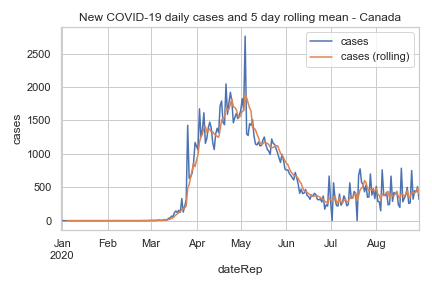 New COVID-19 daily cases and 5 day rolling mean - Canada
cases
cases (rolling)
2500
2000
1500
1000
500
0
cases
Jan Feb Mar Apr May Jun Jul Aug
2020
dateRep